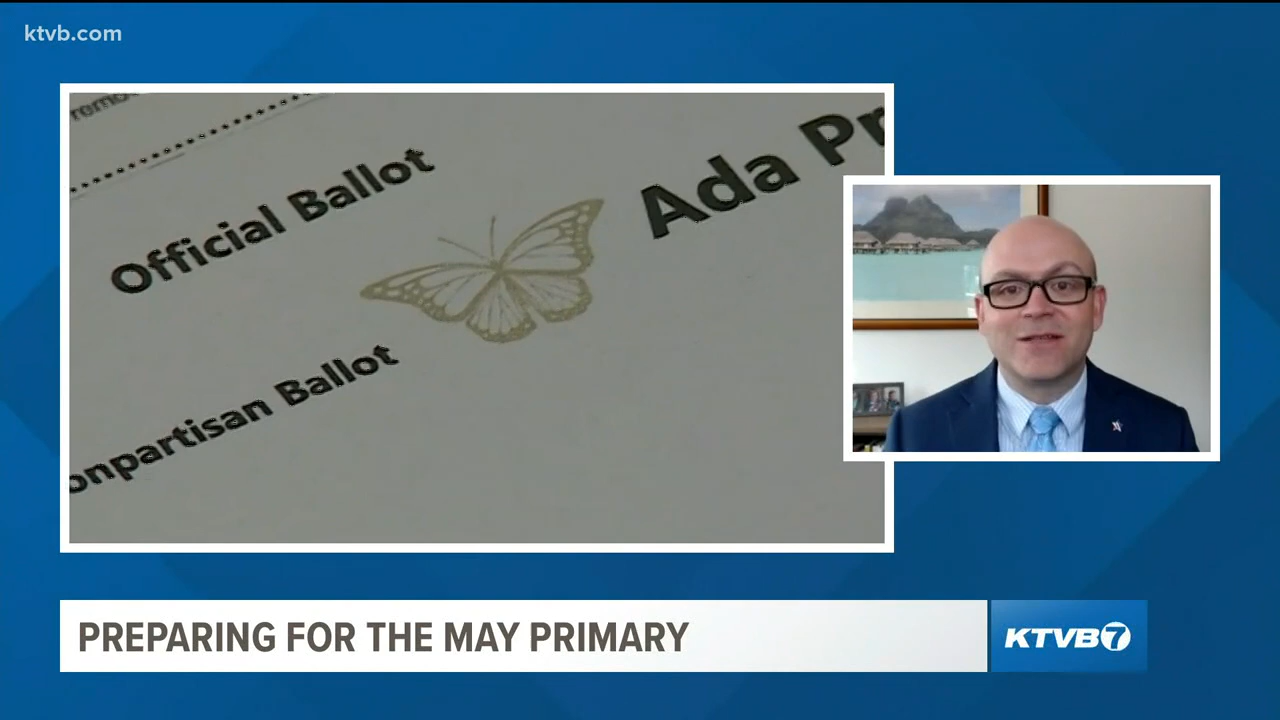 ktvb.com
Official Ballot
Ada
onpartisan Ballot
PREPARING FOR THE MAY PRIMARY
KTVB7